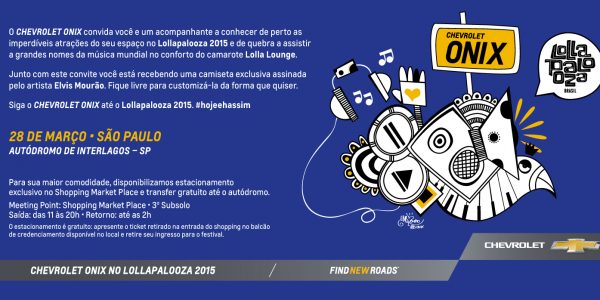 O CHEVROLET ONIX convida você e um acompanhante a conhecer de perto as
imperdíveis atrações do seu espaço no Lollapalooza 2015 e de quebra a assistir
a grandes nomes da música mundial no conforto do camarote Lolla Lounge.
Junto com este convite você está recebendo uma camiseta exclusiva assinada
pelo artista Elvis Mourão. Fique livre para customizá-la da forma que quiser.
Siga o CHEVROLET ONIX até o Lollapalooza 2015. #hojeehassim
28 DE MARÇO • SÃO PAULO
AUTÓDROMO DE INTERLAGOS – SP
Para sua maior comodidade, disponibilizamos estacionamento
exclusivo no Shopping Market Place e transfer gratuito até o autódromo.
Meeting Point: Shopping Market Place • 3º Subsolo
Saída: das 11 às 20h • Retorno: até as 2h
O estacionamento é gratuito: apresente o ticket retirado na entrada do shopping no balcão
de credenciamento disponível no local e retire seu ingresso para o festival.
CHEVROLET
ONIX
LOLLA
PALOOZA
BRASIL
CHEVROLET
CHEVROLET ONIX NO LOLLAPALOOZA 2015 / FIND NEW ROADS